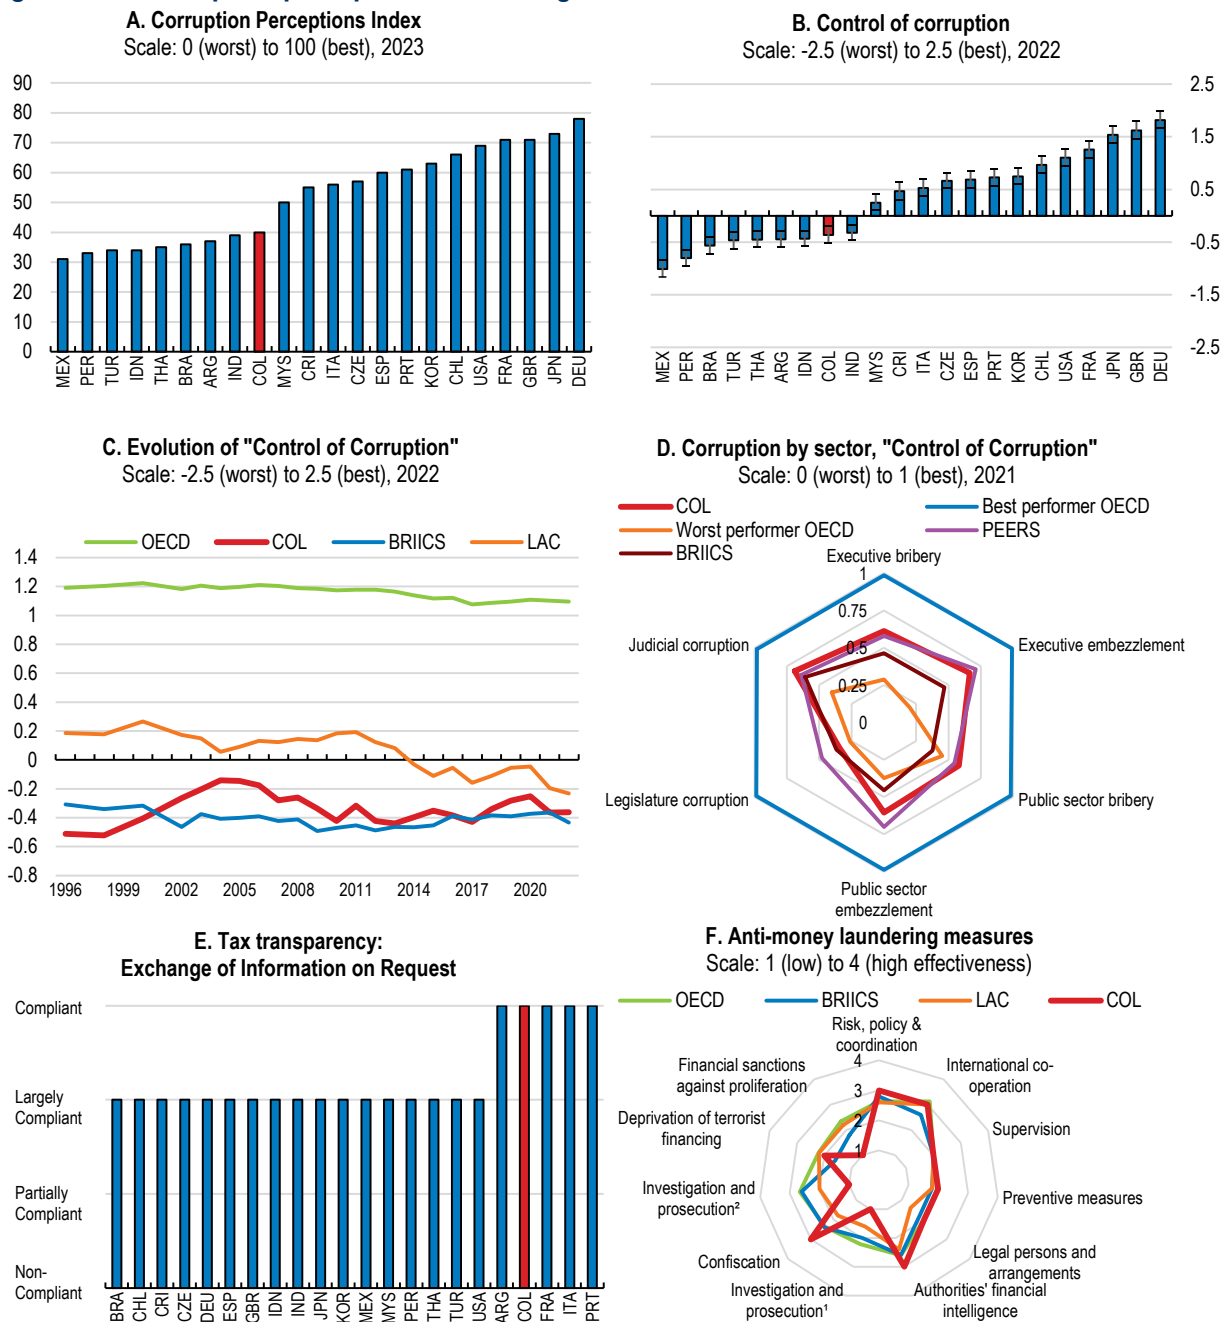 A. Corruption Perceptions Index
Scale: 0 (worst) to 100 (best), 2023
90
80
70
60
50
40
30
20
10
0
MEX
PER
TUR
IDN
THA
BRA
ARG
IND
COL
MYS
CRI
ITA
CZE
ESP
PRT
KOR
CHL
USA
FRA
GBR
JPN
DEU
B. Control of corruption
Scale: -2.5 (worst) to 2.5 (best), 2022
2.5
1.5
0.5
-0.5
-1.5
-2.5
MEX
PER
BRA
TUR
THA
ARG
IDN
COL
IND
MYS
CRI
ITA
CZE
ESP
PRT
KOR
CHL
USA
FRA
JPN
GBR
DEU
C. Evolution of "Control of Corruption"
Scale: -2.5 (worst) to 2.5 (best), 2022
OECD
COL
BRIICS
LAC
1.4
1.2
1
0.8
0.6
0.4
0.2
0
-0.2
-0.4
-0.6
-0.8
1996
1999
2002
2005
2008
2011
2014
2017
2020
D. Corruption by sector, "Control of Corruption"
Scale: 0 (worst) to 1 (best), 2021
COL
Best performer OECD
Worst performer OECD
PEERS
BRIICS
Executive bribery
1
0.75
0.5
0.25
0
Judicial corruption
Executive embezzlement
Legislature corruption
Public sector bribery
Public sector
embezzlement
E. Tax transparency:
Exchange of Information on Request
Compliant
Largely
Compliant
Partially
Compliant
Non-
Compliant
BRA
CHL
CRI
CZE
DEU
ESP
GBR
IDN
IND
JPN
KOR
MEX
MYS
PER
THA
TUR
USA
ARG
COL
FRA
ITA
PRT
F. Anti-money laundering measures
Scale: 1 (low) to 4 (high effectiveness)
OECD
BRIICS
LAC
COL
Risk, policy &
coordination
4
3
2
1
Financial sanctions
against proliferation
International co-
operation
Deprivation of terrorist
financing
Supervision
Investigation and
prosecution²
Preventive measures
Confiscation
Legal persons and
arrangements
Investigation and
prosecution¹
Authorities' financial
intelligence